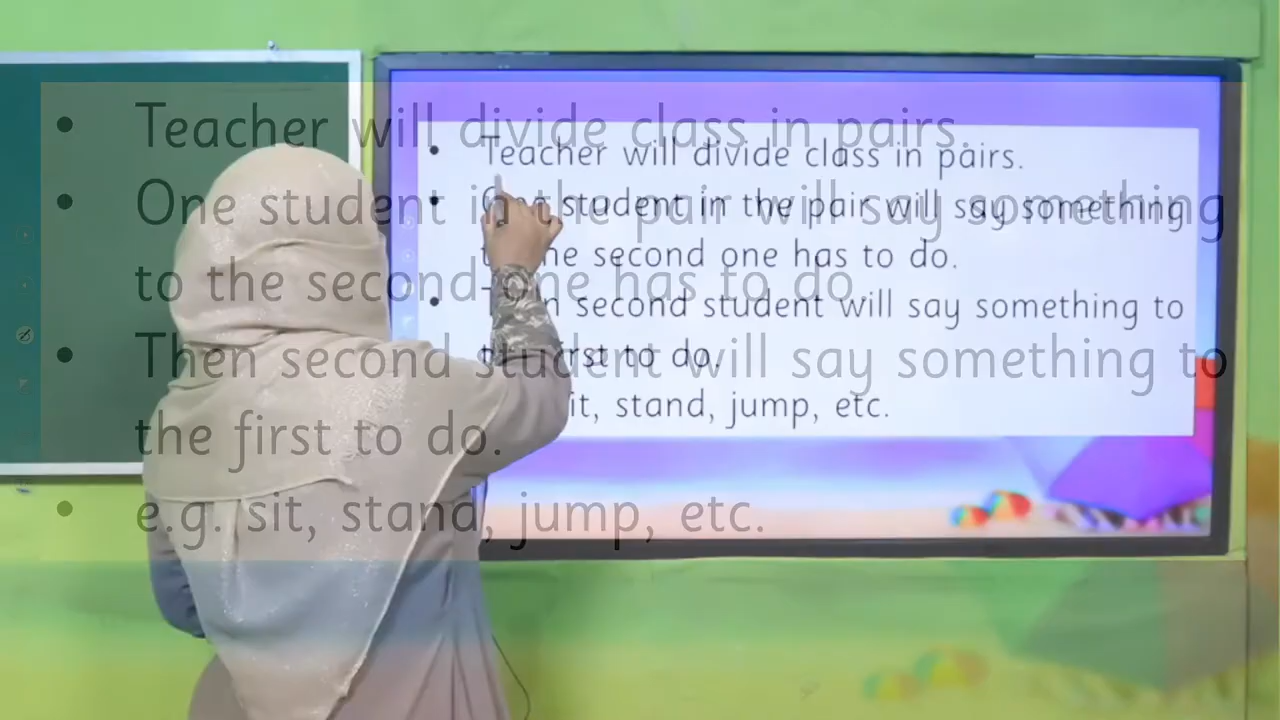 • Teacher will divide class in pairs.
• One student in the pair will say something
to the second one has to do.
• Then second student will say something to
the first to do.
• e.g. sit, stand, jump, etc.
• Teacher will divide class in pairs.
• One student in the pair will say something
second one has to do.
• second student will say something to
to do.
stand, jump, etc.